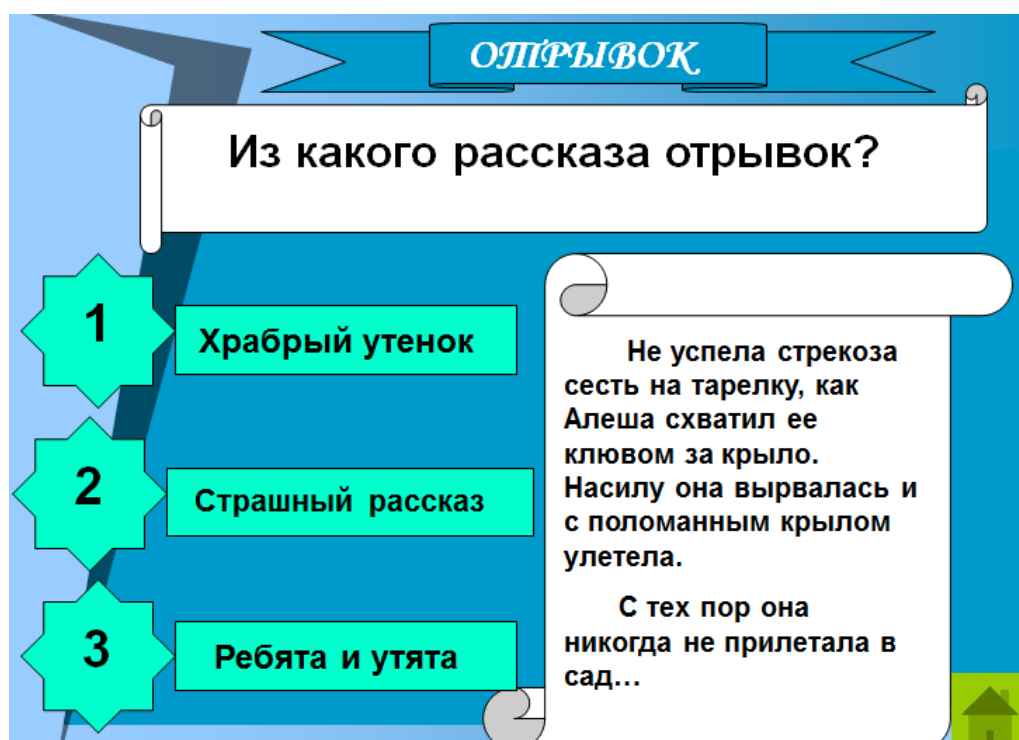 ОТРЫВОК
Из какого рассказа отрывок?
1
Храбрый утенок
2
Страшный рассказ
3
Ребята и утята
Не успела стрекоза
сесть на тарелку, как
Алеша схватил ее
клювом за крыло.
Насилу она вырвалась и
с поломанным крылом
улетела.
С тех пор она
никогда не прилетала в
сад…